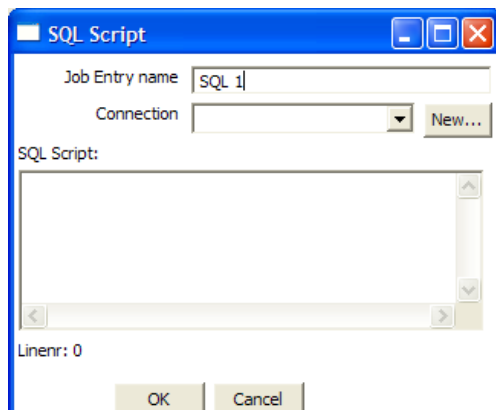 SQL Script
Job Entry name SQL 1
Connection New...
SQL Script:
Linenr: 0
OK Cancel